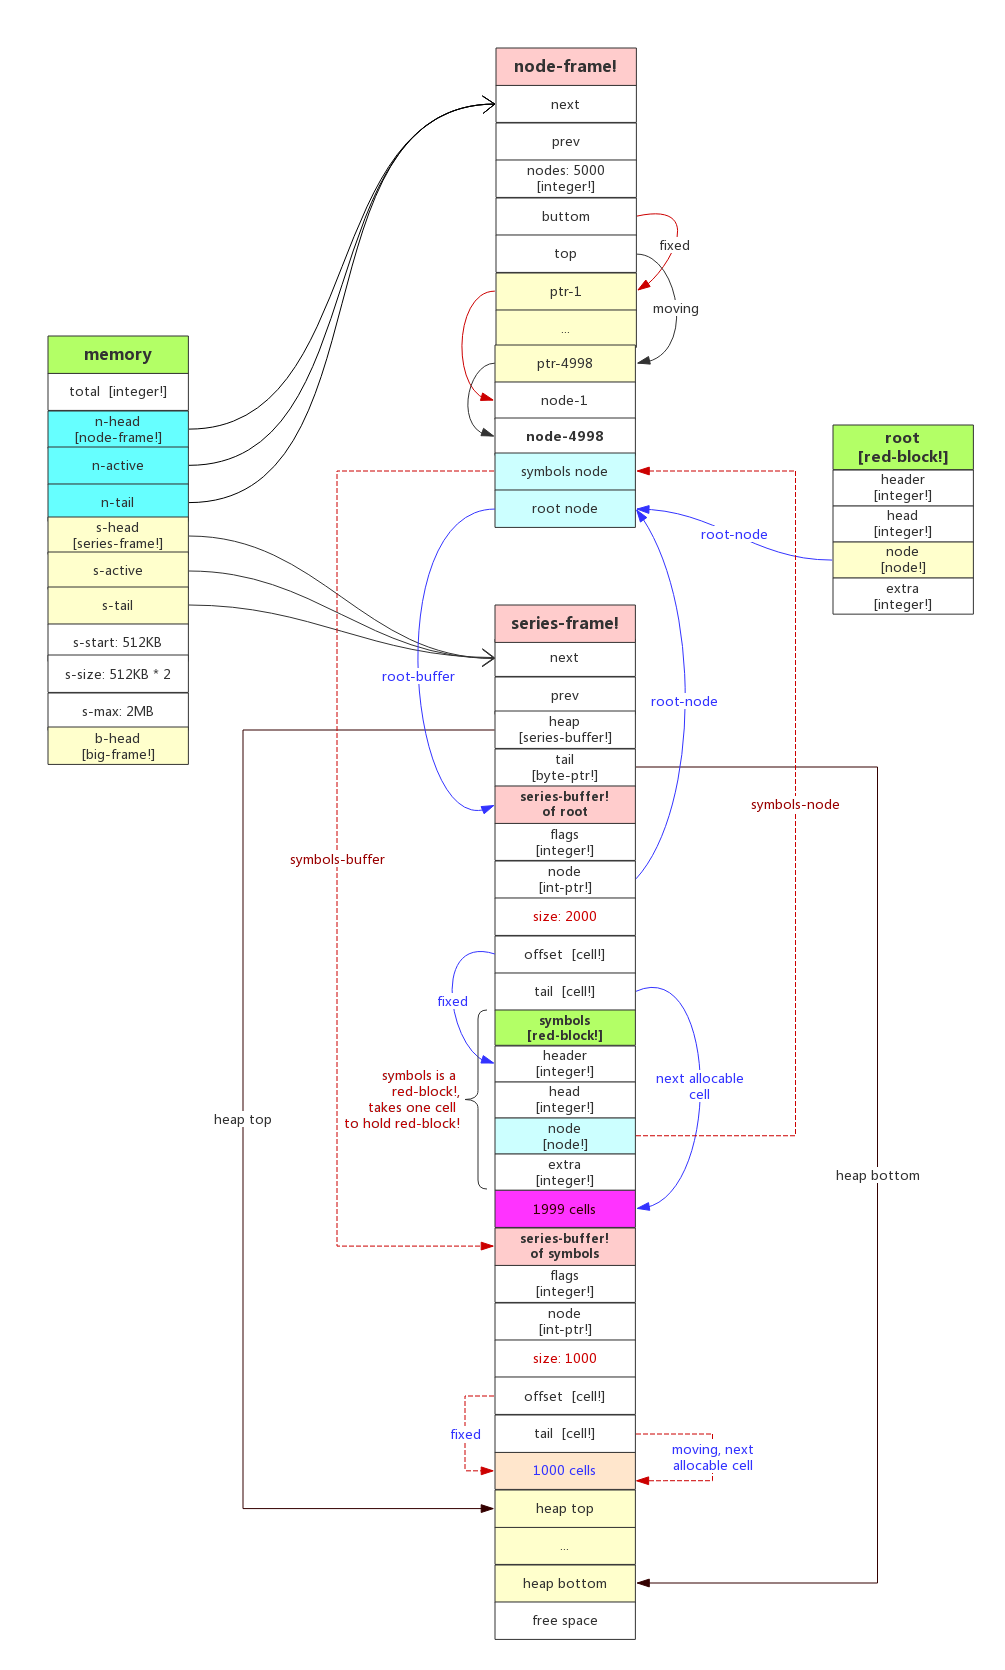 node-frame!
next
prev
nodes: 5000
[integer!]
buttom
top
ptr-1
...
ptr-4998
node-1
node-4998
symbols node
root node
fixed
moving
memory
total  [integer!]
n-head
[node-frame!]
n-active
n-tail
s-head
[series-frame!]
s-active
s-tail
s-start: 512KB
s-size: 512KB * 2
s-max: 2MB
b-head
[big-frame!]
root
[red-block!]
header
[integer!]
head
[integer!]
node
[node!]
extra
[integer!]
root-node
root-buffer
root-node
symbols-node
symbols-buffer
series-frame!
next
prev
heap
[series-buffer!]
tail
[byte-ptr!]
series-buffer!
of root
flags
[integer!]
node
[int-ptr!]
size: 2000
offset  [cell!]
tail  [cell!]
symbols
[red-block!]
header
[integer!]
head
[integer!]
node
[node!]
extra
[integer!]
1999 cells
fixed
symbols is a
red-block!,
takes one cell
to hold red-block!
next allocable
cell
heap top
heap bottom
series-buffer!
of symbols
flags
[integer!]
node
[int-ptr!]
size: 1000
offset  [cell!]
tail  [cell!]
1000 cells
fixed
moving, next
allocable cell
heap top
...
heap bottom
free space